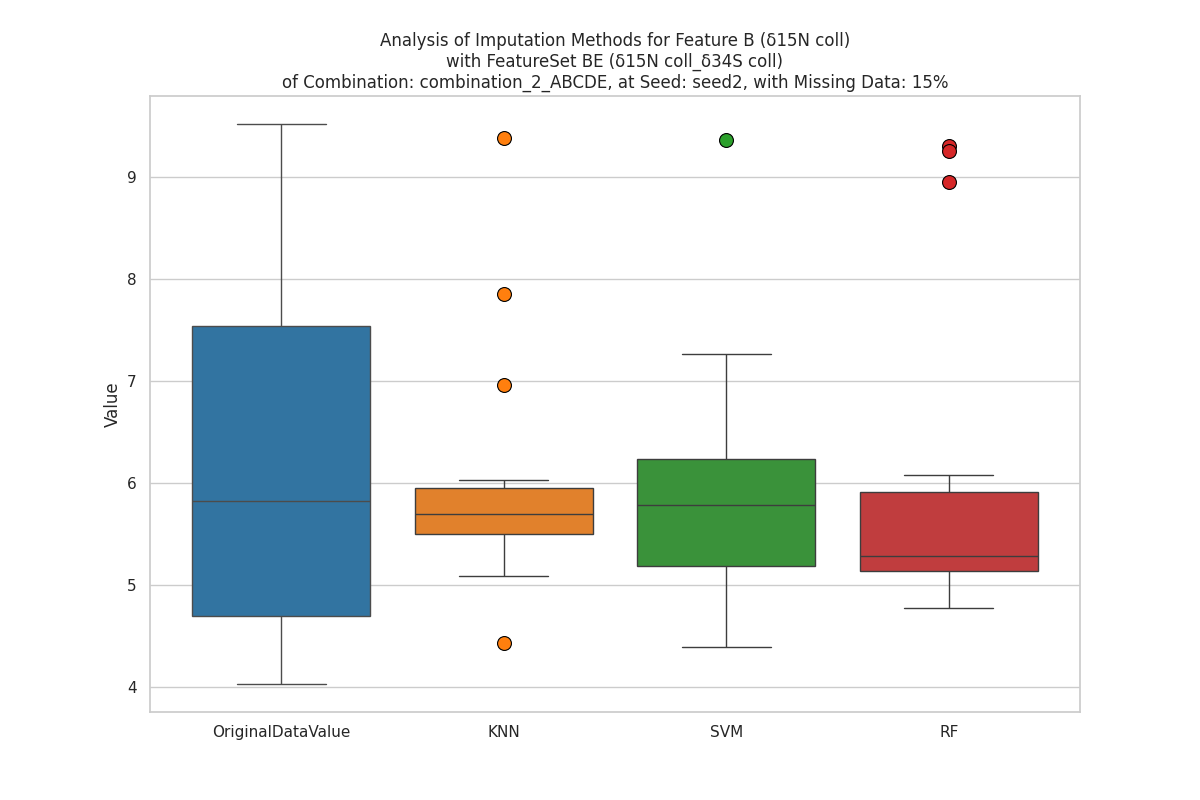 Analysis of Imputation Methods for Feature B (δ15N coll)
with FeatureSet BE (δ15N coll_δ34S coll)
of Combination: combination_2_ABCDE, at Seed: seed2, with Missing Data: 15%
9
8
7
6
5
4
Value
OriginalDataValue
KNN
SVM
RF